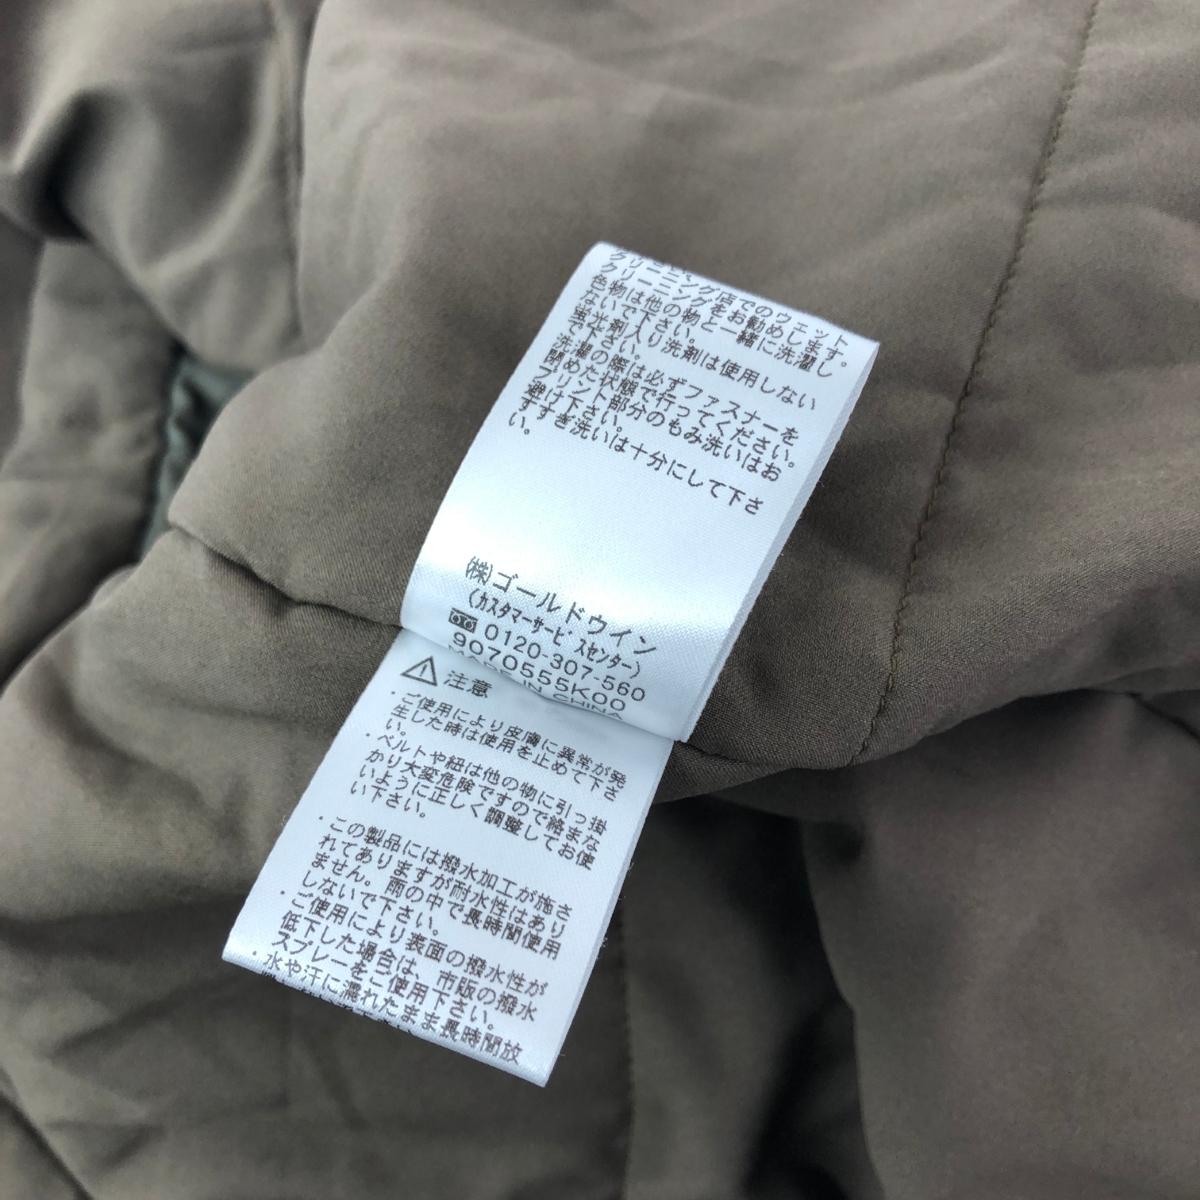 クリーニング店でのウェット
クリーニングをお勧めします。
色物は他の物と一緒に洗濯し
ないで下さい。
蛍光剤入り洗剤は使用しない
で下さい。
洗濯の際は必ずファスナーを
閉めた状態で行ってください。
プリント部分のもみ洗いはお
避け下さい。
すすぎ洗いは十分にして下さ
い。
㈱ゴールドウイン
(カスタマーサービスセンター)
0120-307-560
9070555K00
MADE IN CHINA
⚠注意
・ご使用により皮膚に異常が発
生した時は使用を止めて下さ
い。
・ベルトや紐は他の物に引っ掛
かり大変危険ですので絡まな
いように正しく調整してお使
い下さい。
・この製品には撥水加工が施さ
れてありますが耐水性はあり
ません。雨の中で長時間使用
しないで下さい。
・ご使用により表面の撥水性が
低下した場合は、市販の撥水
スプレーをご使用下さい。
・水や汗に濡れたまま長時間放